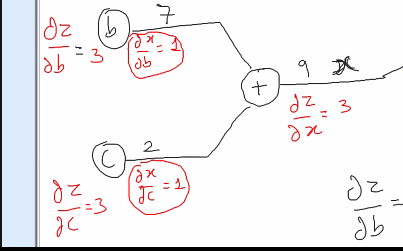 ∂z/∂b = 3
b
7
∂x/∂b = 1
+
9 x
∂z/∂x = 3
c
2
∂x/∂c = 1
∂z/∂c = 3
∂z/∂b =